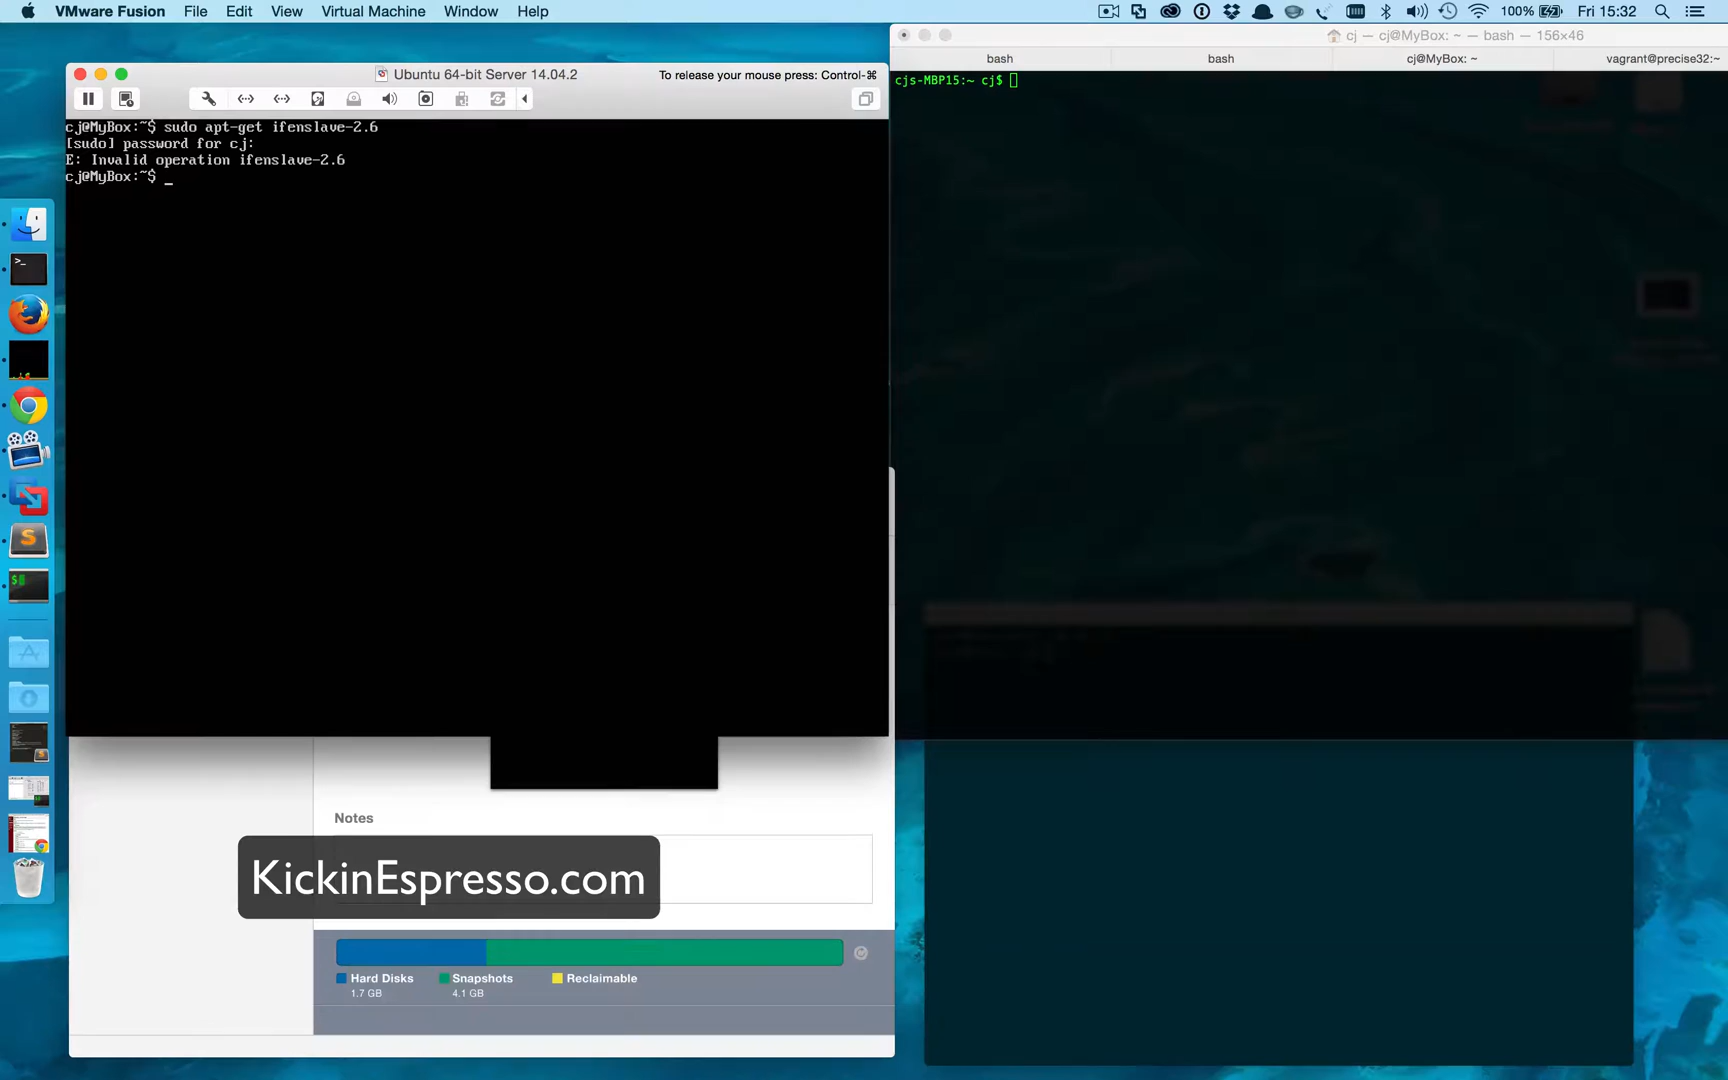 VMware Fusion File Edit View Virtual Machine Window Help 100% Fri 15:32
Ubuntu 64-bit Server 14.04.2 To release your mouse press: Control-⌘
cj@MyBox:~$ sudo apt-get ifenslave-2.6
[sudo] password for cj:
E: Invalid operation ifenslave-2.6
cj@MyBox:~$ _
cj — cj@MyBox: ~ — bash — 156×46
bash bash cj@MyBox: ~ vagrant@precise32:~
cjs-MBP15:~ cj$
Notes
KickinEspresso.com
Hard Disks Snapshots Reclaimable
1.7 GB 4.1 GB